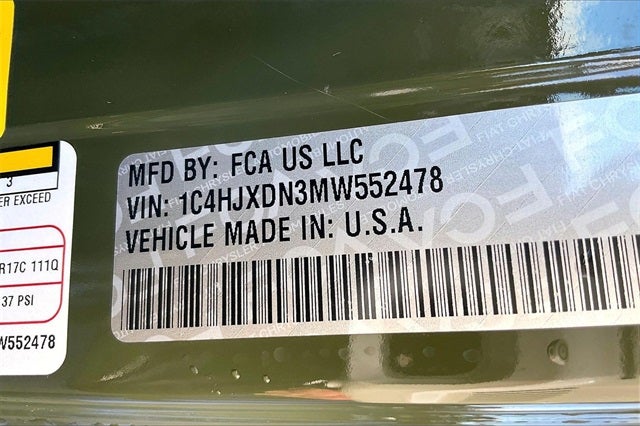 MFD BY: FCA US LLC
VIN: 1C4HJXDN3MW552478
VEHICLE MADE IN: U.S.A.
3
ER EXCEED
R17C 111Q
37 PSI
W552478